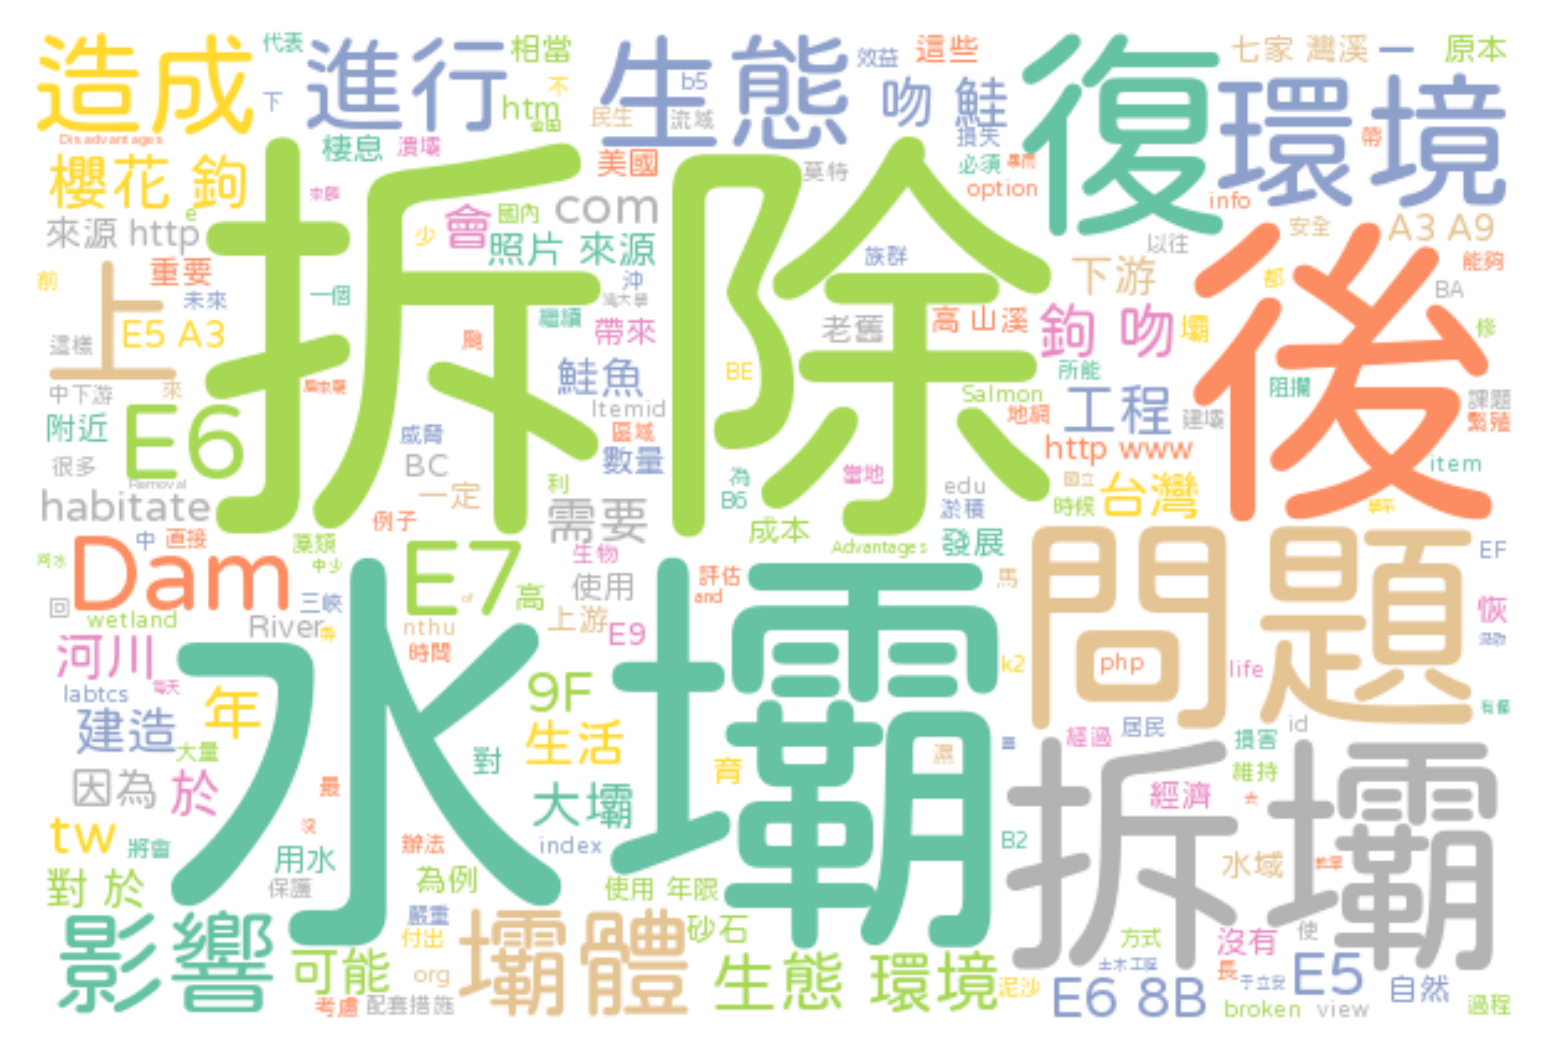 造成
代表
下
進行
相當
不
htm
生態
b5
民生
流域
效益
這些
吻 鮭
損失
復
七家 灣溪
一
原本
環境
帶
Disadvantages
櫻花 鉤
棲息
潰壩
美國
莫特
必須
暴雨
option
info
來源 http
e
拆除
會
國內
com
照片 來源
少
族群
以往
安全
A3 A9
下游
後
都
能夠
BA
前
上
重要
未來
一個
E5 A3
這樣
沖
繼續
帶來
老舊
高 山溪
鉤 吻
壩
修
中下游
來
鮭魚
BE
所能
阻攔
Salmon
Itemid
地網
工程
建壩
課題
繁殖
附近
E6
威爾
區域
數量
BC
很多
Removal
http www
item
habitate
一定
利
為
B6
當地
edu
國立
時候
台灣
例子
需要
淤積
成本
Advantages
發展
中
直接
藻類
中少
Dam
E7
生物
使用
評估
and
馬
問題
EF
回
三峽
高
of
wetland
River
上游
E9
nthu
時間
水壩
恢
河川
k2
php
life
labtcs
每天
建造
年
9F
生活
大量
對
育
濕
經過
居民
id
損害
有關
因為
於
最
大壩
拆壩
維持
經濟
去
tw
將會
沒
用水
辦法
index
B2
水域
對 於
保護
為例
使用 年限
影響
嚴重
付出
可能
壩體
砂石
方式
沒有
使
org
生態 環境
泥沙
土木工程
長
E5
自然
考慮
配套措施
E6 8B
broken
view
過程